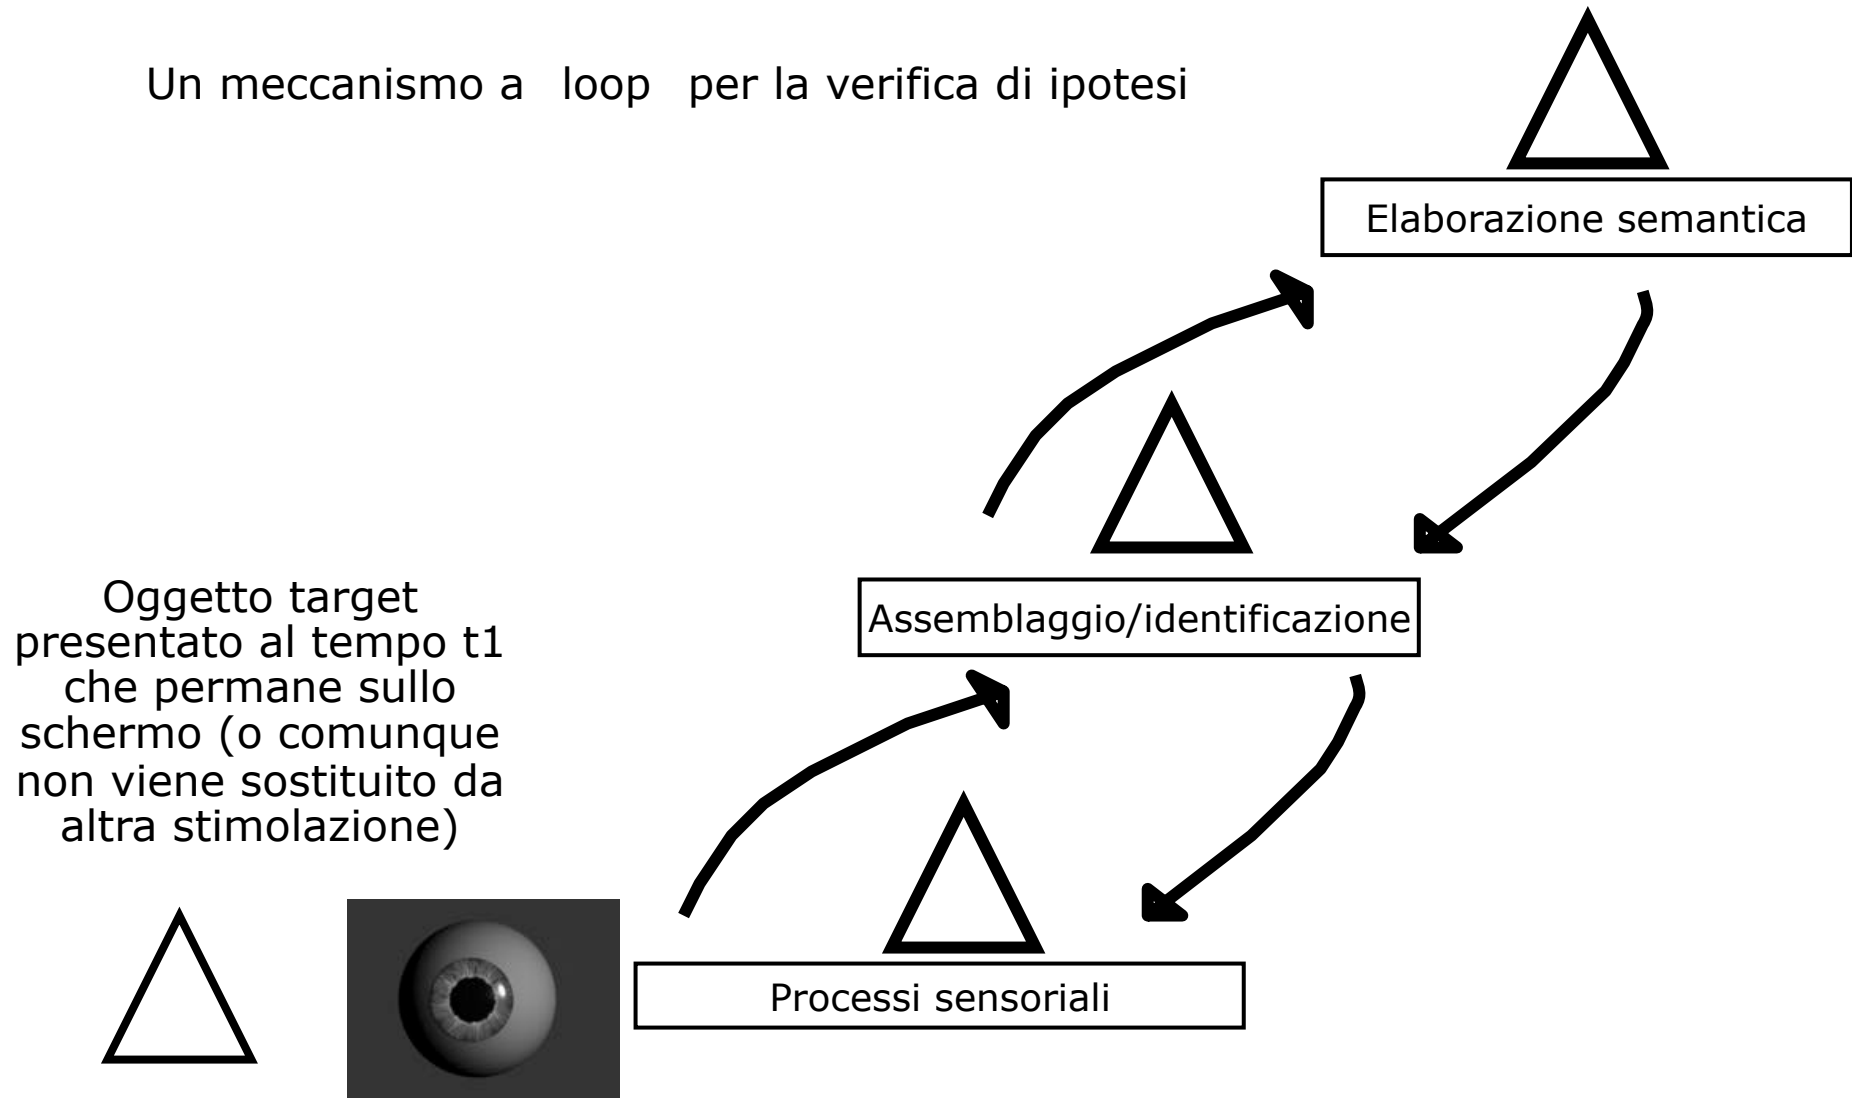 Un meccanismo a loop per la verifica di ipotesi
Elaborazione semantica
Assemblaggio/identificazione
Oggetto target
presentato al tempo t1
che permane sullo
schermo (o comunque
non viene sostituito da
altra stimolazione)
Processi sensoriali